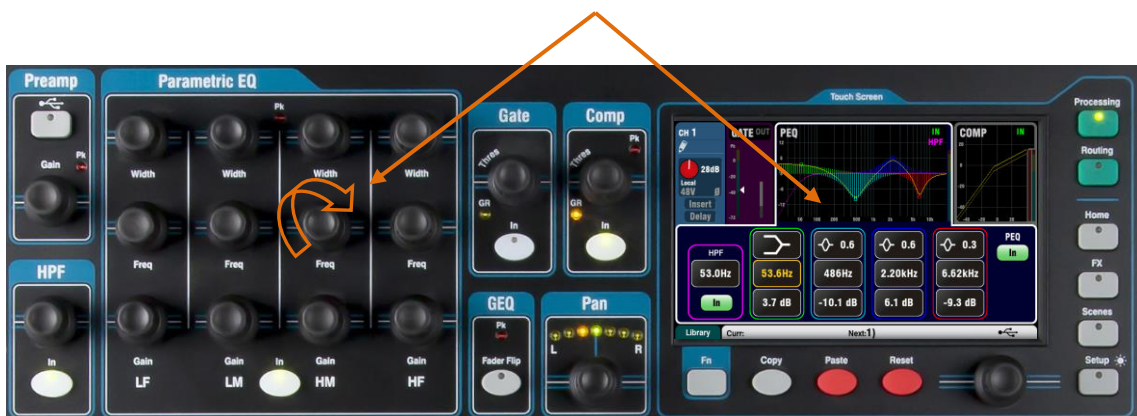 Preamp
Gain
Pk
HPF
In
Parametric EQ
Pk
Width
Width
Width
Width
Freq
Freq
Freq
Freq
Gain
Gain
In
Gain
Gain
LF
LM
HM
HF
Gate
Thres
GR
In
Comp
Pk
Thres
GR
In
GEQ
Pk
Fader Flip
Pan
L
R
Touch Screen
CH 1
28dB
Local
48V Ø
Insert
Delay
GATE OUT
PEQ
IN
HPF
COMP
IN
HPF
53.0Hz
In
53.6Hz
3.7 dB
0.6
486Hz
-10.1 dB
0.6
2.20kHz
6.1 dB
0.3
6.62kHz
-9.3 dB
PEQ
In
Library
Curr:
Next:1)
Fn
Copy
Paste
Reset
Processing
Routing
Home
FX
Scenes
Setup